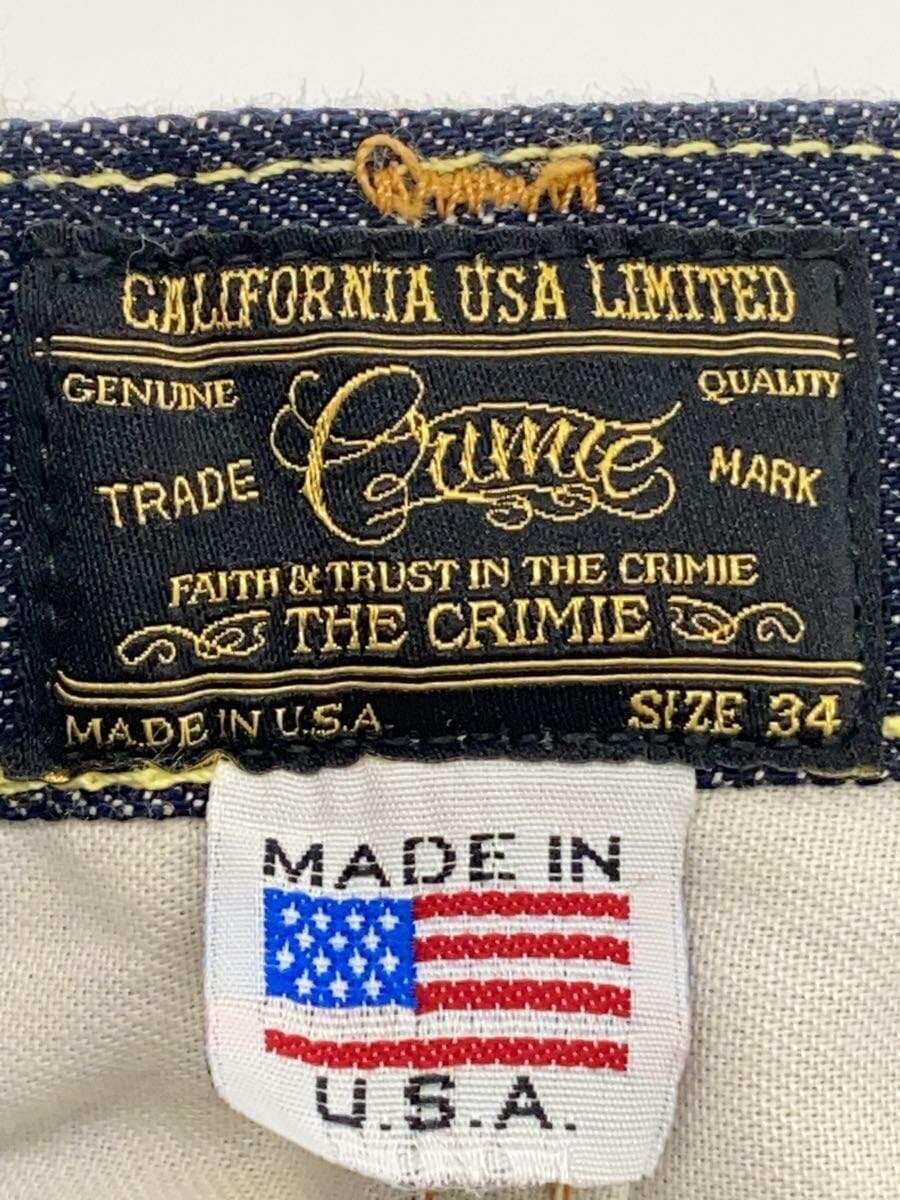 CALIFORNIA USA LIMITED
GENUINE QUALITY
TRADE Crimie MARK
FAITH & TRUST IN THE CRIMIE
THE CRIMIE
MADE IN U.S.A. SIZE 34
MADE IN
U.S.A.